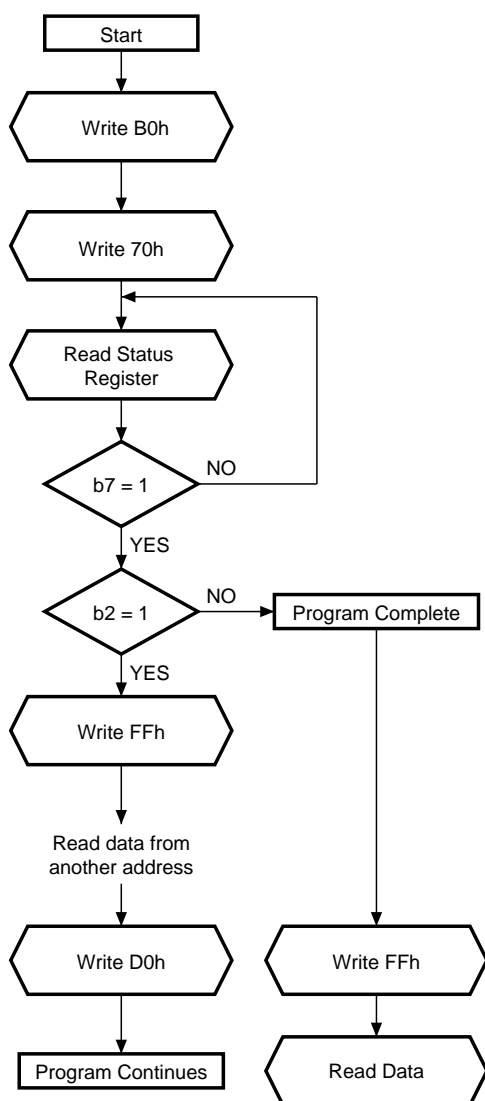 Start
Write B0h
Write 70h
Read Status
Register
b7 = 1
NO
YES
b2 = 1
NO
Program Complete
YES
Write FFh
Read data from
another address
Write D0h
Write FFh
Program Continues
Read Data